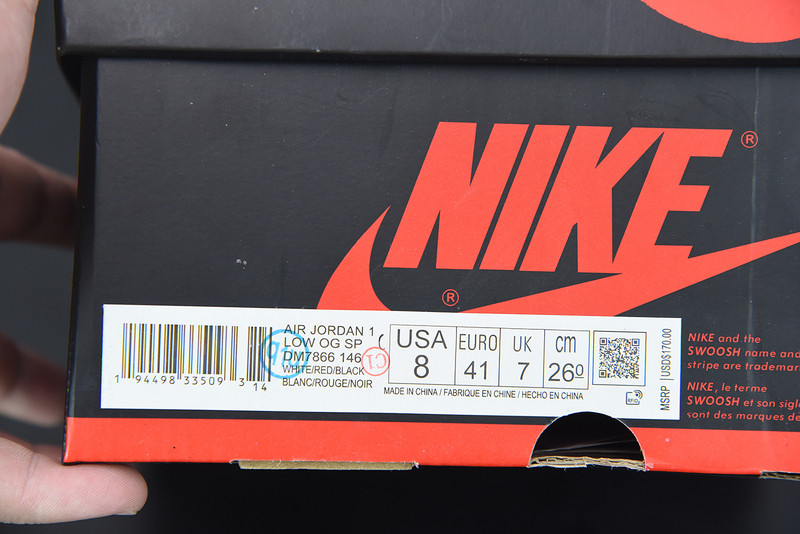 NIKE®
®
AIR JORDAN 1
LOW OG SP (
DM7866 146
WHITE/RED/BLACK
BLANC/ROUGE/NOIR
1 94498 33509 3 14
USA EURO UK cm
8 41 7 26º
MADE IN CHINA / FABRIQUE EN CHINE / HECHO EN CHINA
MSRP | USD$170.00
RFID
NIKE and the
SWOOSH name and
stripe are trademar
NIKE, le terme
SWOOSH et son sigl
sont des marques de